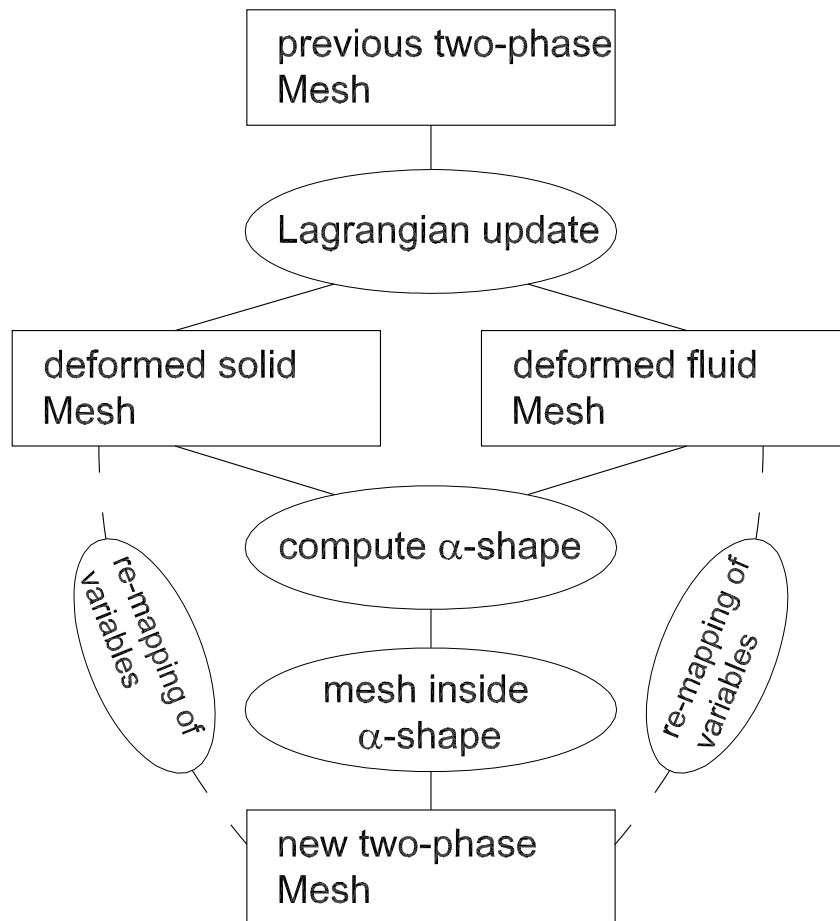 previous two-phase
Mesh
Lagrangian update
deformed solid
Mesh
deformed fluid
Mesh
compute α-shape
re-mapping of
variables
mesh inside
α-shape
re-mapping of
variables
new two-phase
Mesh